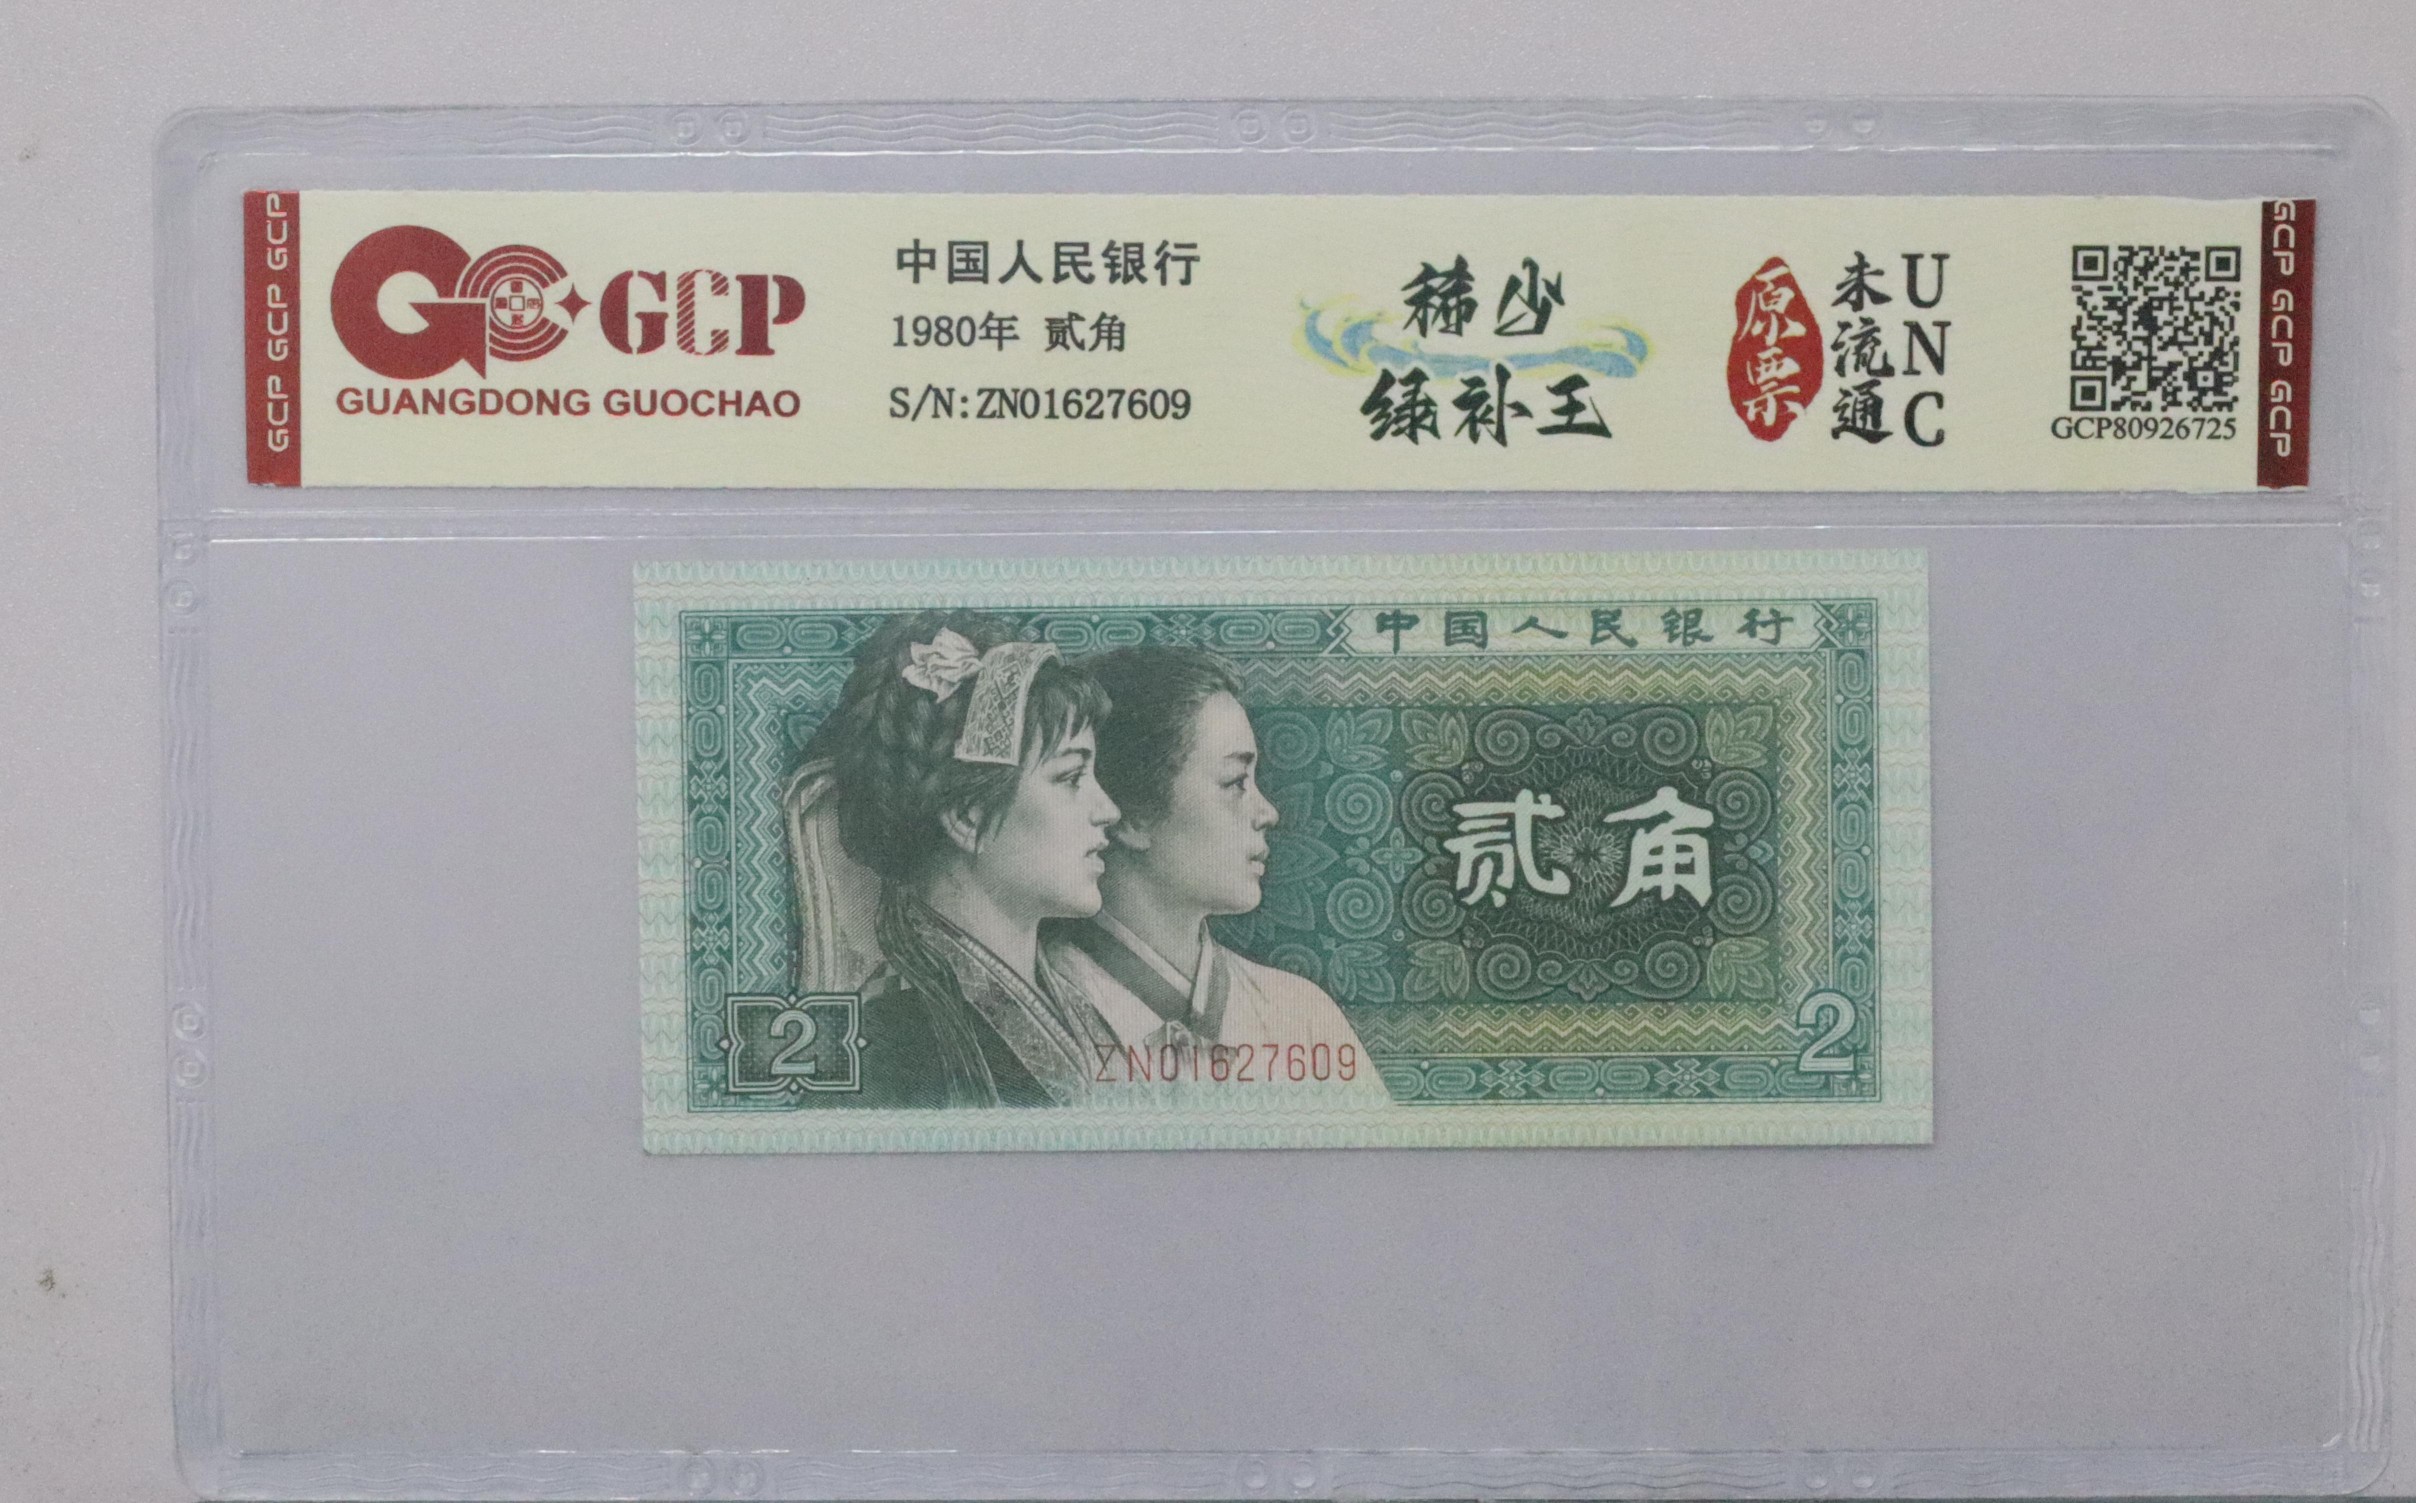 GCP GCP GCP
GCP
GUANGDONG GUOCHAO
中国人民银行
1980年 贰角
S/N:ZN01627609
稀少
绿补王
原票
未流通
UNC
GCP80926725
GCP GCP GCP
中国人民银行
贰角
2
2
ZN01627609